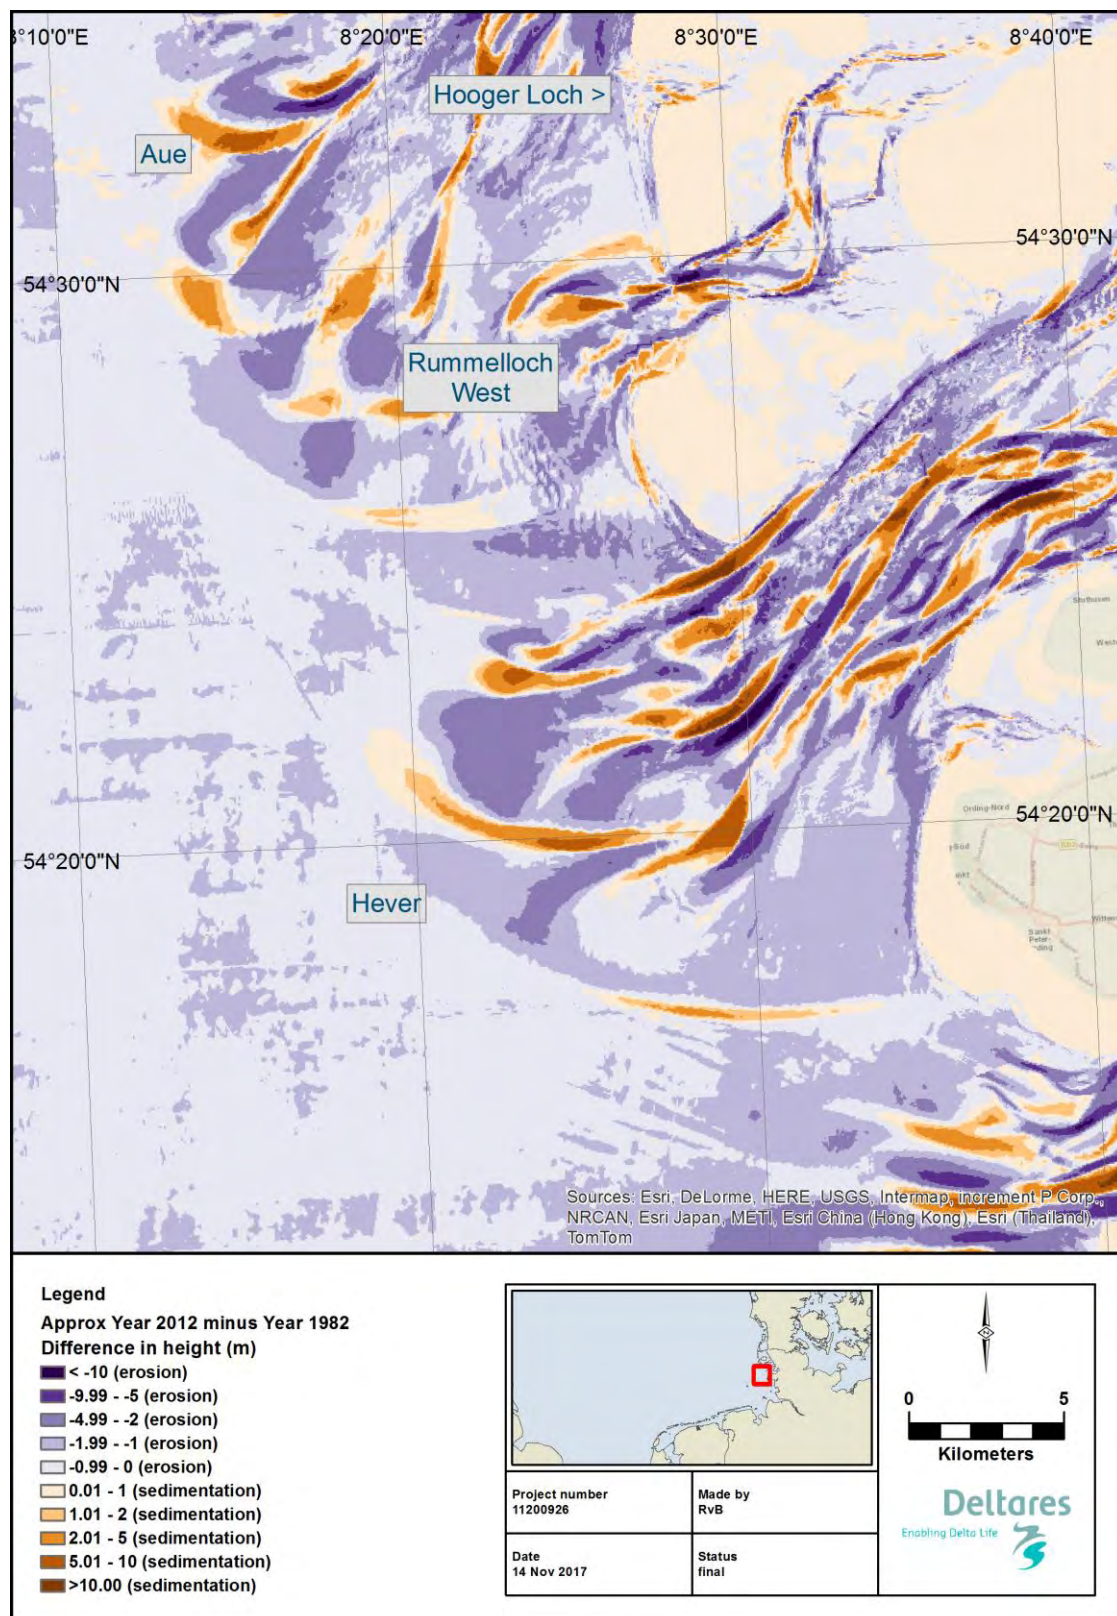 8°10'0"E
8°20'0"E
8°30'0"E
8°40'0"E
Hooger Loch >
Aue
54°30'0"N
54°30'0"N
Rummelloch
West
54°20'0"N
54°20'0"N
Hever
Sources: Esri, DeLorme, HERE, USGS, Intermap, increment P Corp.,
NRCAN, Esri Japan, METI, Esri China (Hong Kong), Esri (Thailand),
TomTom
Legend
Approx Year 2012 minus Year 1982
Difference in height (m)
< -10 (erosion)
-9.99 - -5 (erosion)
-4.99 - -2 (erosion)
-1.99 - -1 (erosion)
-0.99 - 0 (erosion)
0.01 - 1 (sedimentation)
1.01 - 2 (sedimentation)
2.01 - 5 (sedimentation)
5.01 - 10 (sedimentation)
>10.00 (sedimentation)
Project number
11200926
Made by
RvB
Date
14 Nov 2017
Status
final
N
0 5
Kilometers
Deltares
Enabling Delta Life